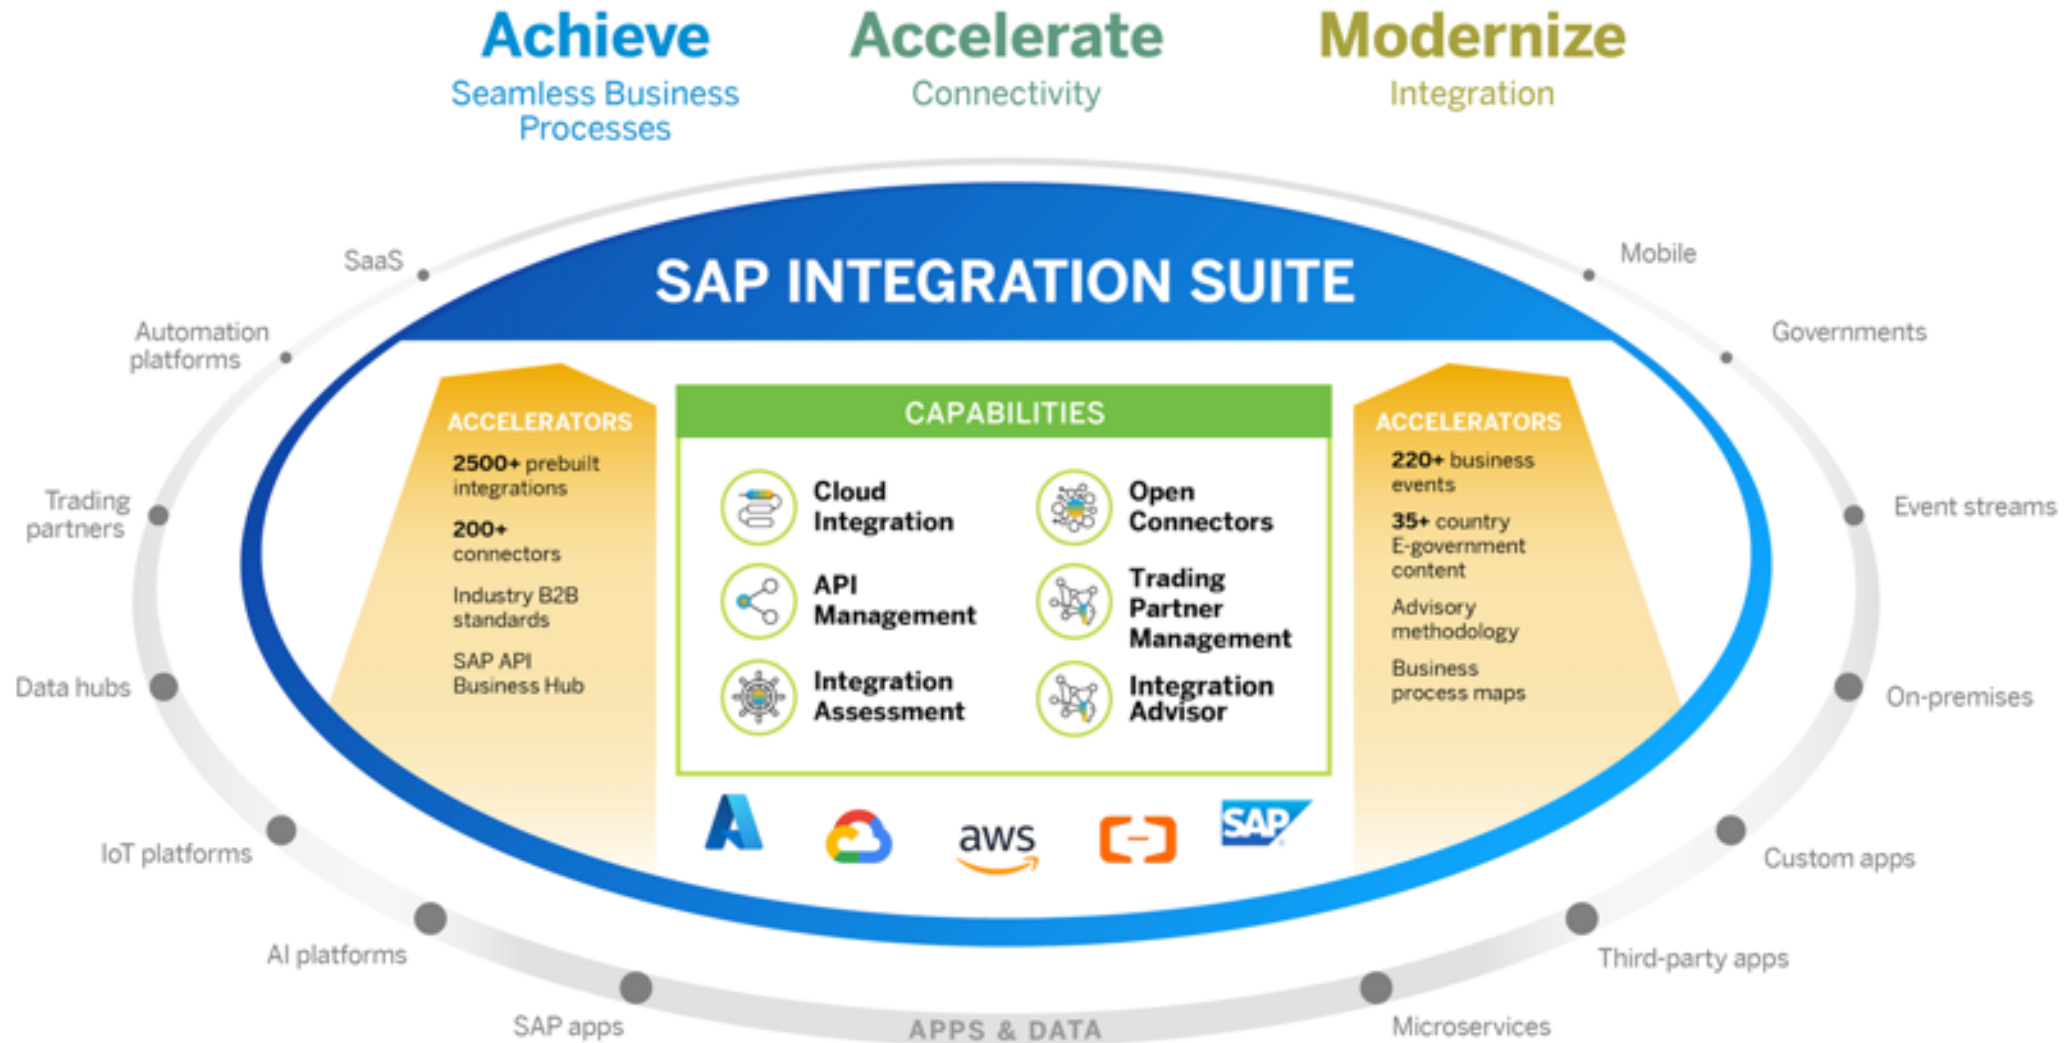 Achieve
Seamless Business
Processes
Accelerate
Connectivity
Modernize
Integration
SAP INTEGRATION SUITE
SaaS
Automation
platforms
Trading
partners
Data hubs
IoT platforms
AI platforms
SAP apps
ACCELERATORS
2500+ prebuilt
integrations
200+
connectors
Industry B2B
standards
SAP API
Business Hub
CAPABILITIES
Cloud
Integration
API
Management
Integration
Assessment
Open
Connectors
Trading
Partner
Management
Integration
Advisor
aws
SAP
ACCELERATORS
220+ business
events
35+ country
E-government
content
Advisory
methodology
Business
process maps
Mobile
Governments
Event streams
On-premises
Custom apps
Third-party apps
Microservices
APPS & DATA